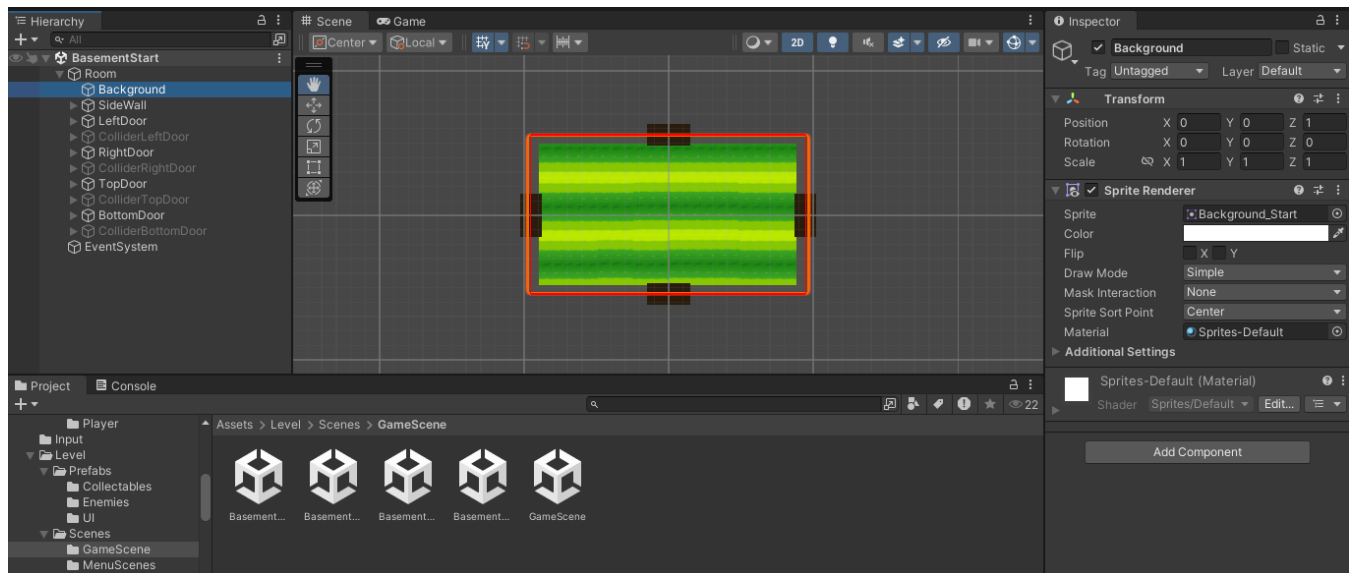 Hierarchy
All
BasementStart
Room
Background
SideWall
LeftDoor
ColliderLeftDoor
RightDoor
ColliderRightDoor
TopDoor
ColliderTopDoor
BottomDoor
ColliderBottomDoor
EventSystem
Scene Game
Center Local 2D
Inspector
Background Static
Tag Untagged Layer Default
Transform
Position X 0 Y 0 Z 1
Rotation X 0 Y 0 Z 0
Scale X 1 Y 1 Z 1
Sprite Renderer
Sprite Background_Start
Color
Flip X Y
Draw Mode Simple
Mask Interaction None
Sprite Sort Point Center
Material Sprites-Default
Additional Settings
Sprites-Default (Material)
Shader Sprites/Default Edit...
Add Component
Project Console
22
Player
Input
Level
Prefabs
Collectables
Enemies
UI
Scenes
GameScene
MenuScenes
Assets > Level > Scenes > GameScene
Basement... Basement... Basement... Basement... GameScene